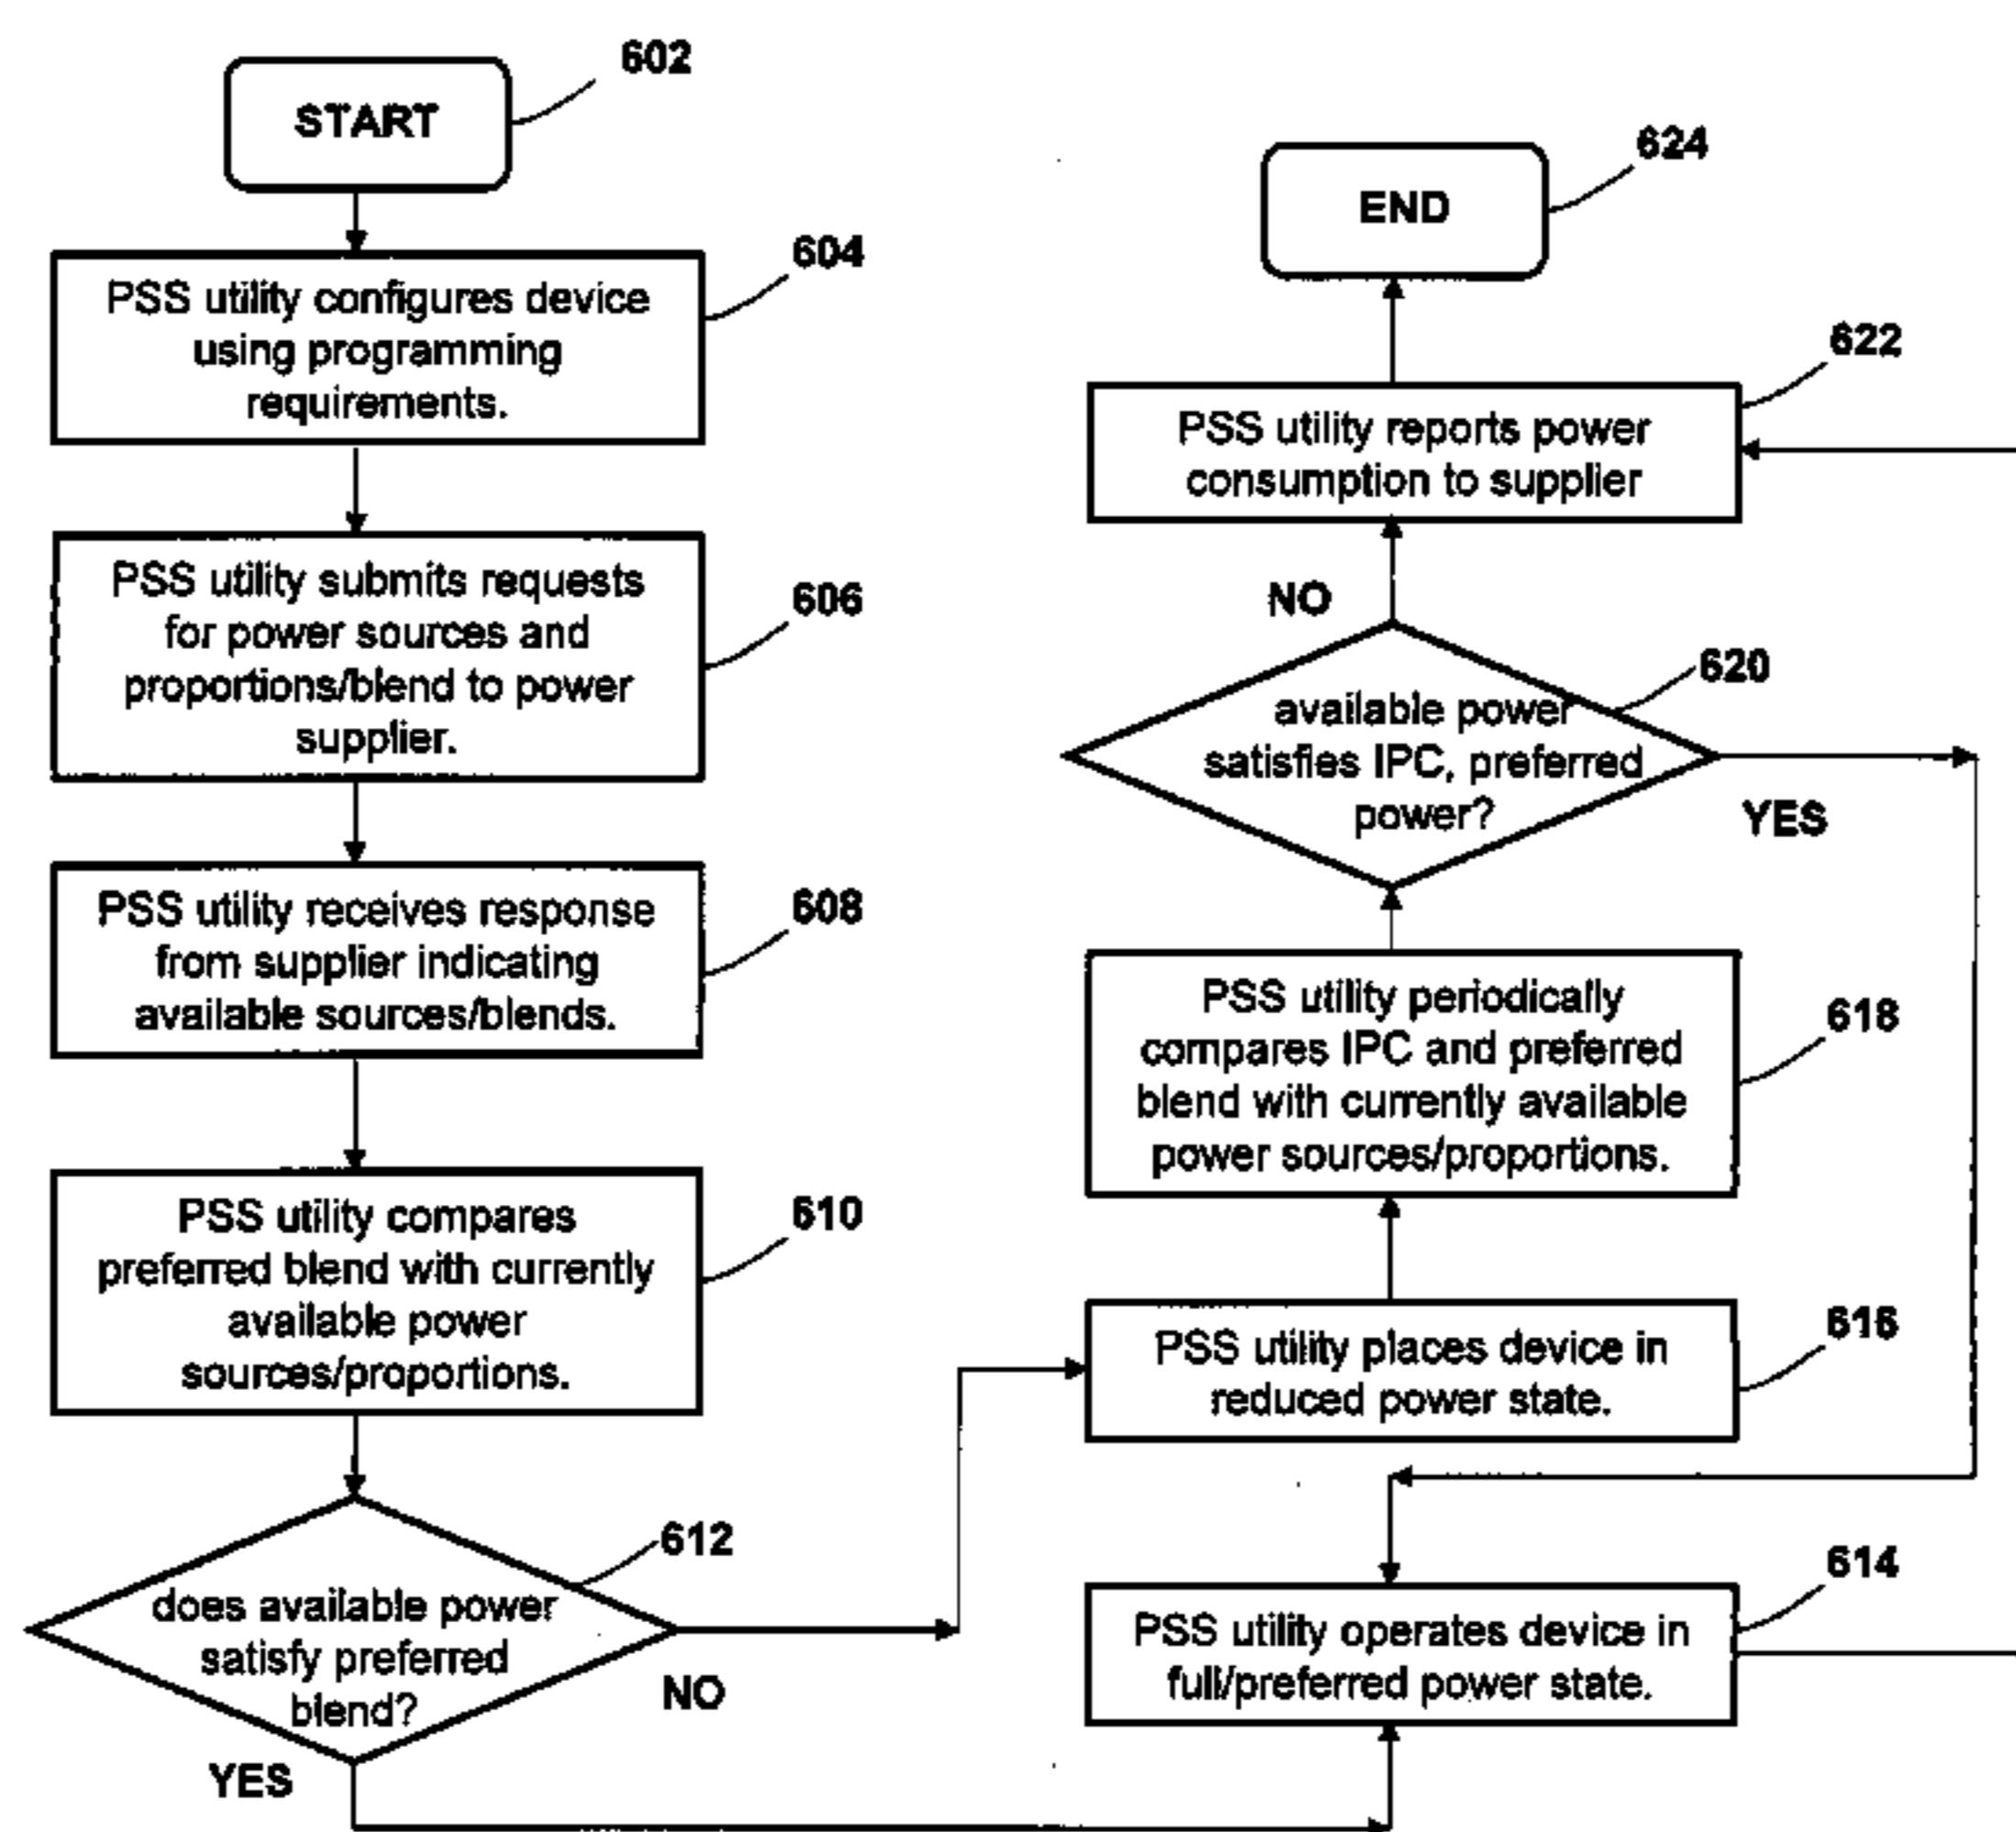 602
START
604
PSS utility configures device
using programming
requirements.
606
PSS utility submits requests
for power sources and
proportions/blend to power
supplier.
608
PSS utility receives response
from supplier indicating
available sources/blends.
610
PSS utility compares
preferred blend with currently
available power
sources/proportions.
612
does available power
satisfy preferred
blend?
NO
YES
624
END
622
PSS utility reports power
consumption to supplier
NO
620
available power
satisfies IPC, preferred
power?
YES
618
PSS utility periodically
compares IPC and preferred
blend with currently available
power sources/proportions.
616
PSS utility places device in
reduced power state.
614
PSS utility operates device in
full/preferred power state.